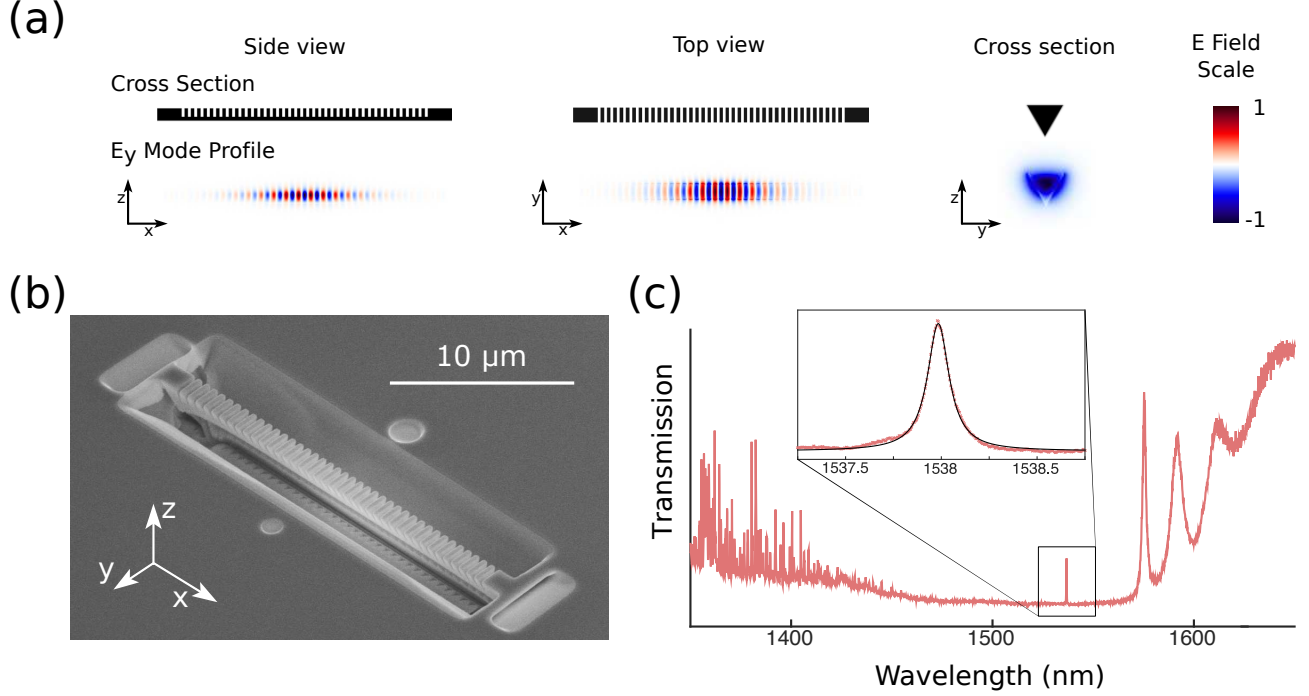 (a)
Side view
Top view
Cross section
E Field
Scale
Cross Section
1
-1
Ey Mode Profile
z
x
y
x
z
y
(b)
10 μm
z
y
x
(c)
Transmission
1537.5
1538
1538.5
1400
1500
1600
Wavelength (nm)